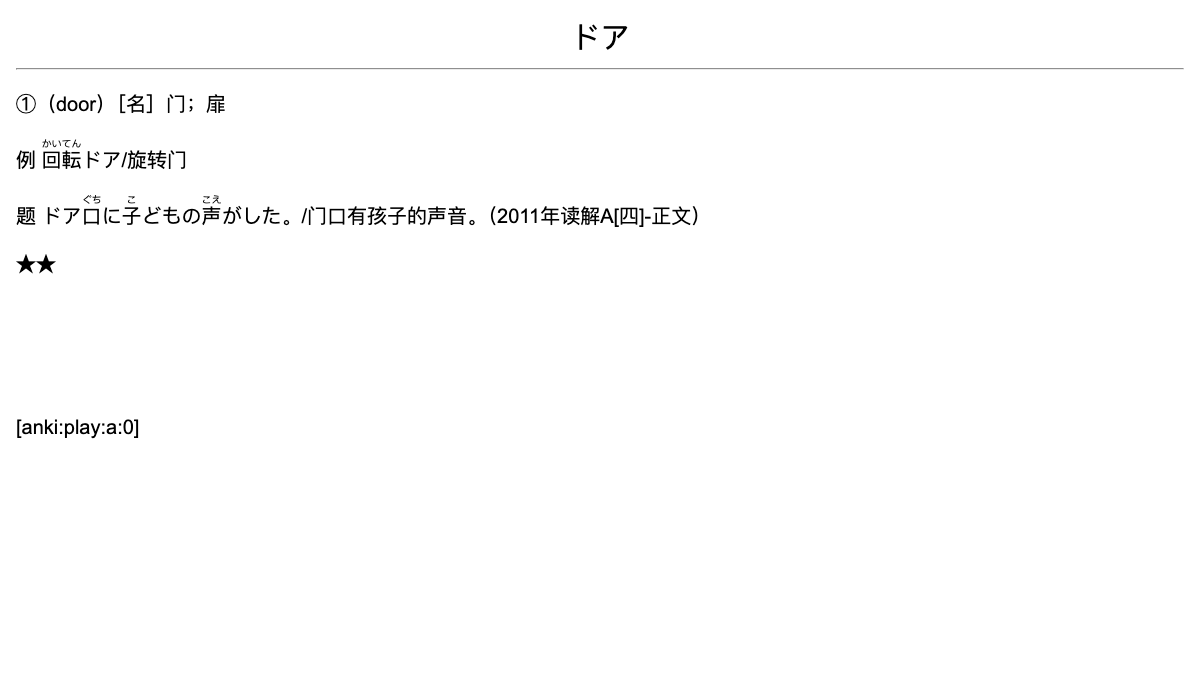 ドア
①（door）［名］门；扉
例 回転ドア/旋转门
かいてん
题 ドア口に子どもの声がした。/门口有孩子的声音。（2011年读解A[四]-正文）
ぐち こ こえ
★★
[anki:play:a:0]